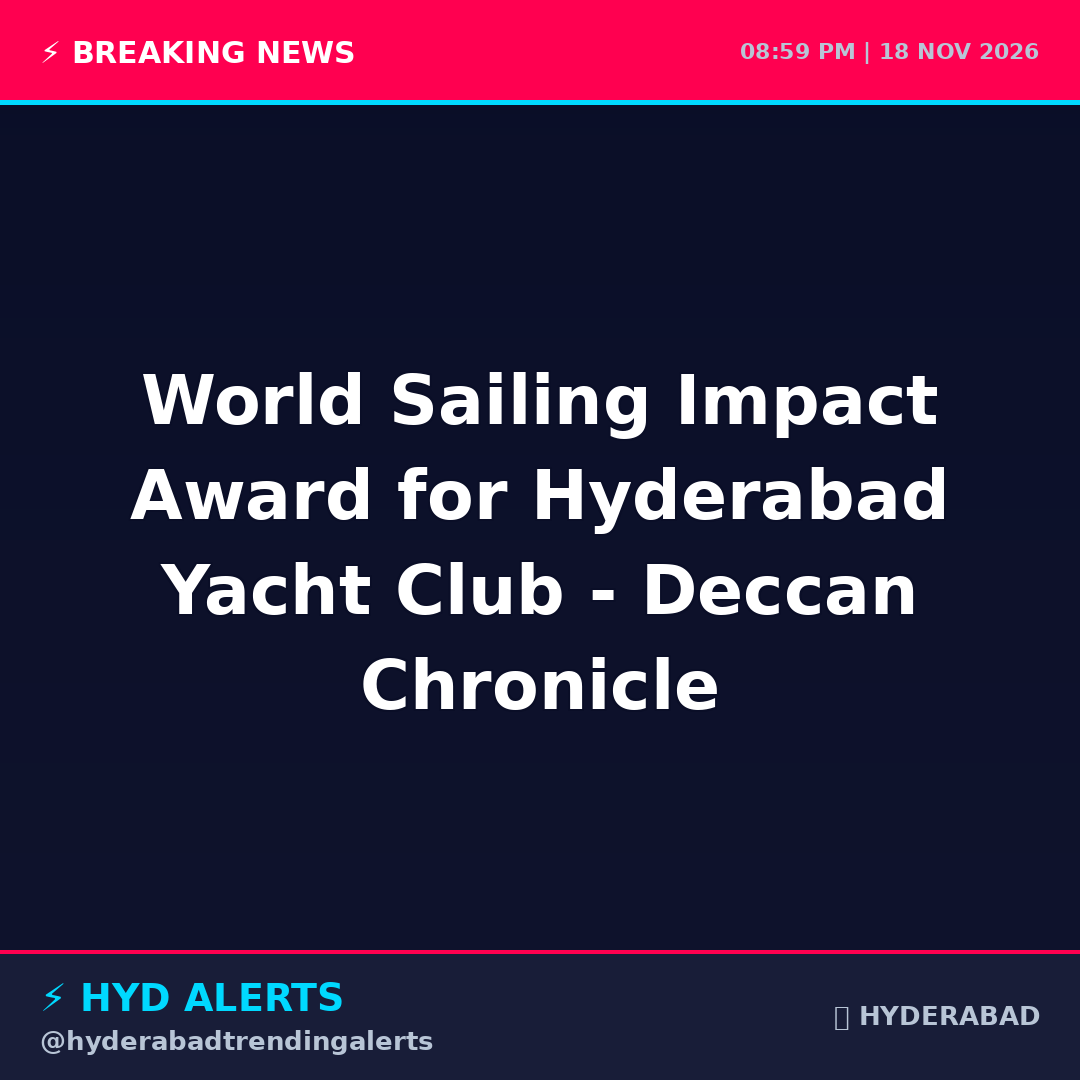 ⚡ BREAKING NEWS
08:59 PM | 18 NOV 2026
World Sailing Impact
Award for Hyderabad
Yacht Club - Deccan
Chronicle
⚡ HYD ALERTS
@hyderabadtrendingalerts
HYDERABAD